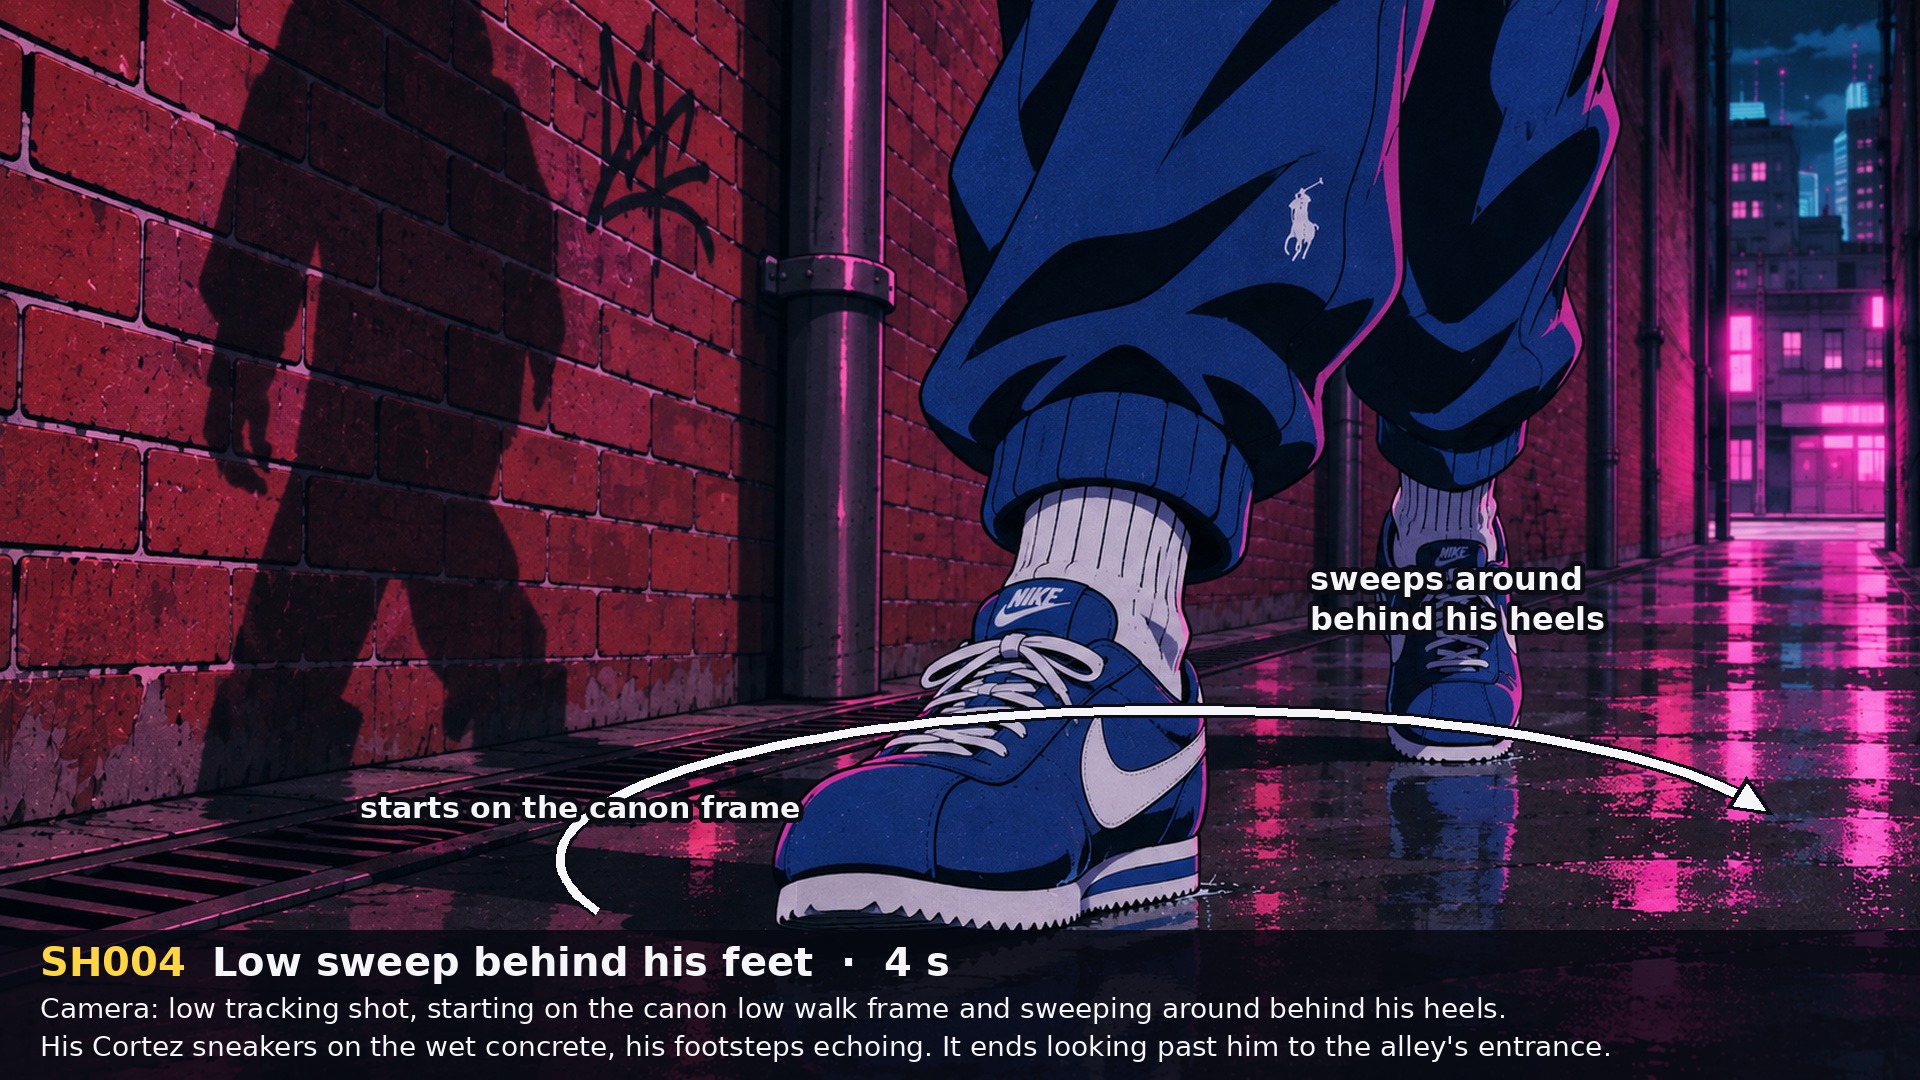 NIKE
NIKE
sweeps around
behind his heels
starts on the canon frame
SH004 Low sweep behind his feet · 4 s
Camera: low tracking shot, starting on the canon low walk frame and sweeping around behind his heels.
His Cortez sneakers on the wet concrete, his footsteps echoing. It ends looking past him to the alley's entrance.